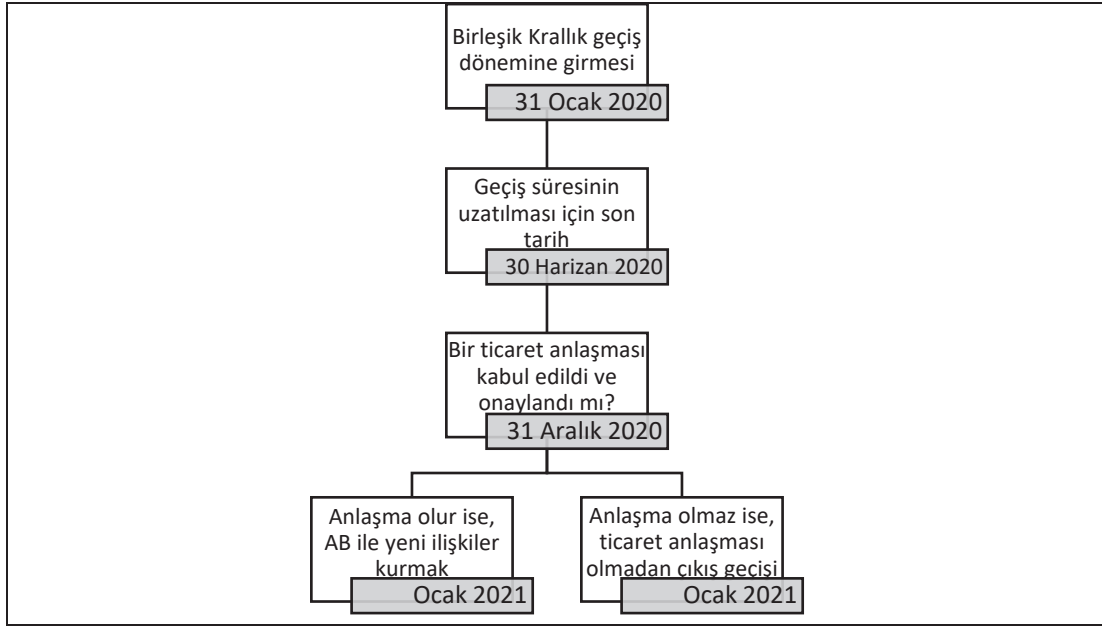 Birleşik Krallık geçiş
dönemine girmesi
31 Ocak 2020
Geçiş süresinin
uzatılması için son
tarih
30 Harizan 2020
Bir ticaret anlaşması
kabul edildi ve
onaylandı mı?
31 Aralık 2020
Anlaşma olur ise,
AB ile yeni ilişkiler
kurmak
Ocak 2021
Anlaşma olmaz ise,
ticaret anlaşması
olmadan çıkış geçişi
Ocak 2021